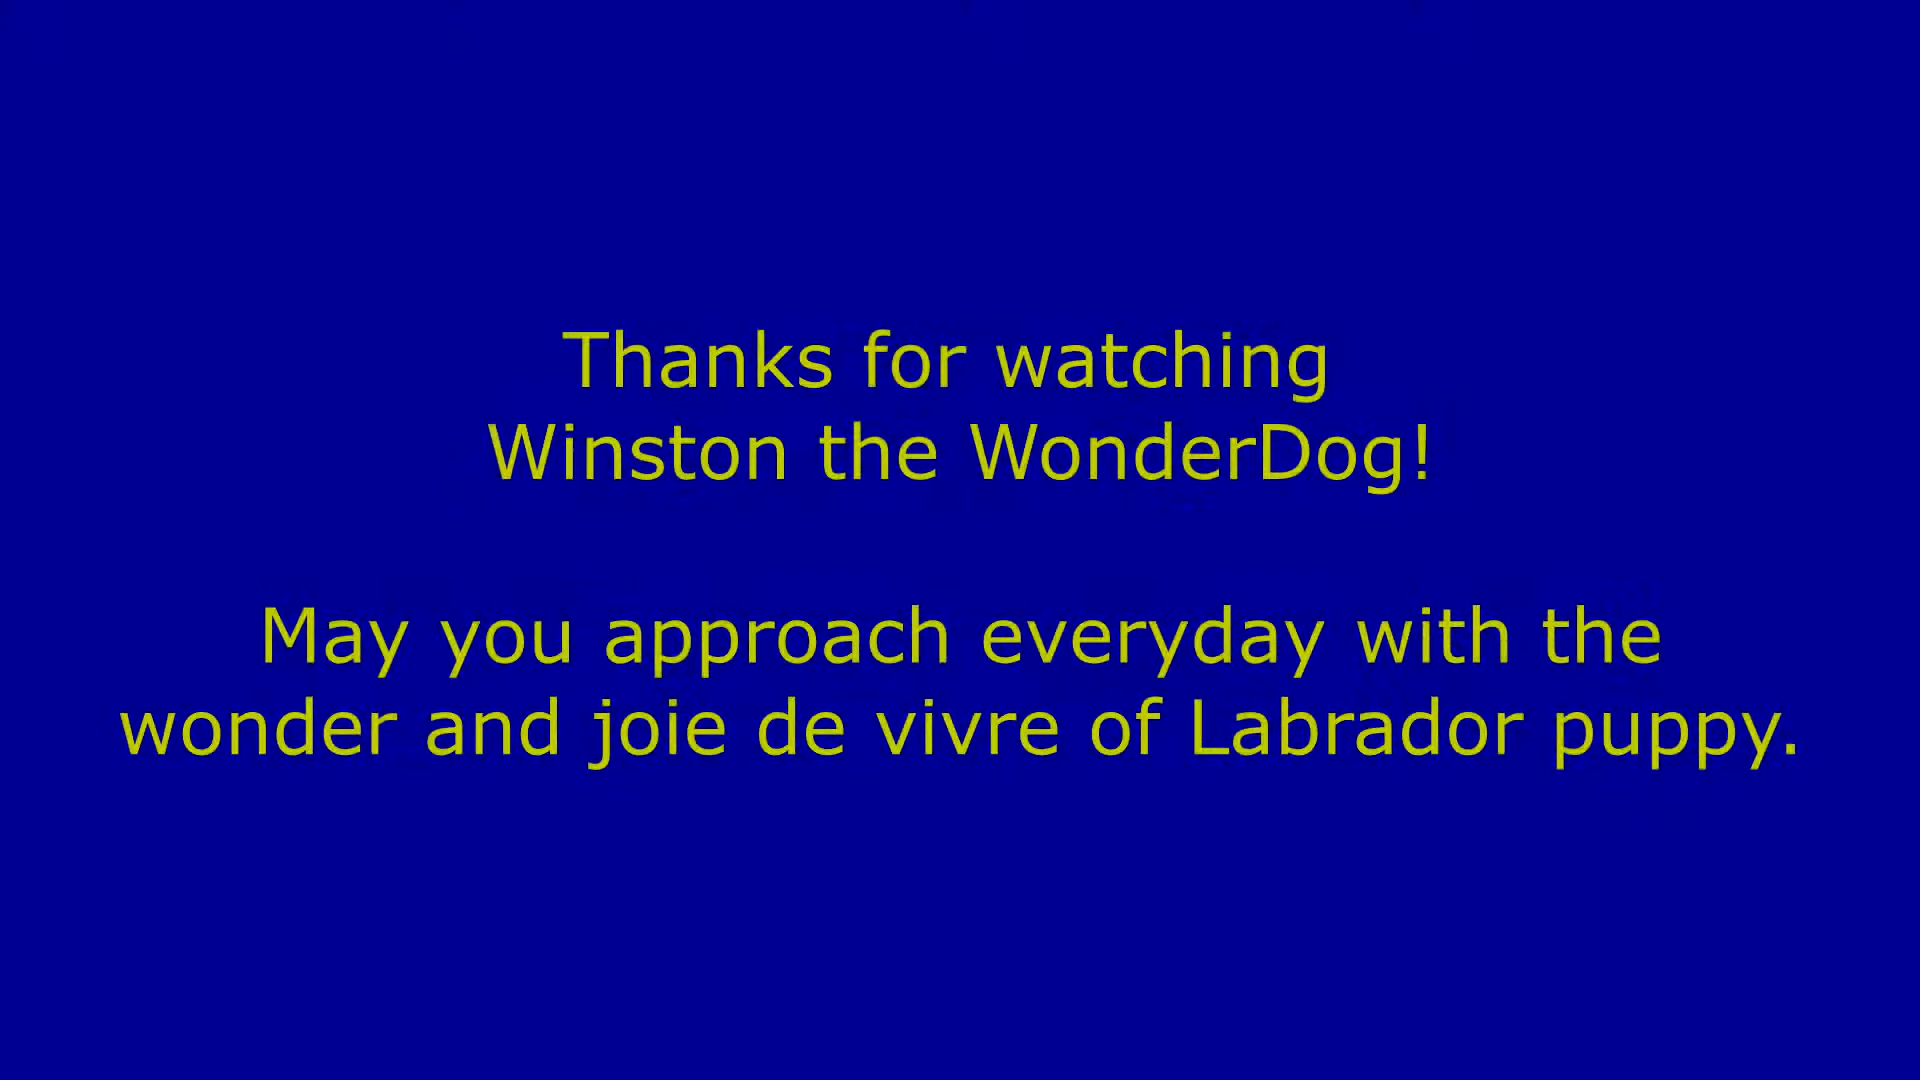 Thanks for watching
Winston the WonderDog!
May you approach everyday with the
wonder and joie de vivre of Labrador puppy.